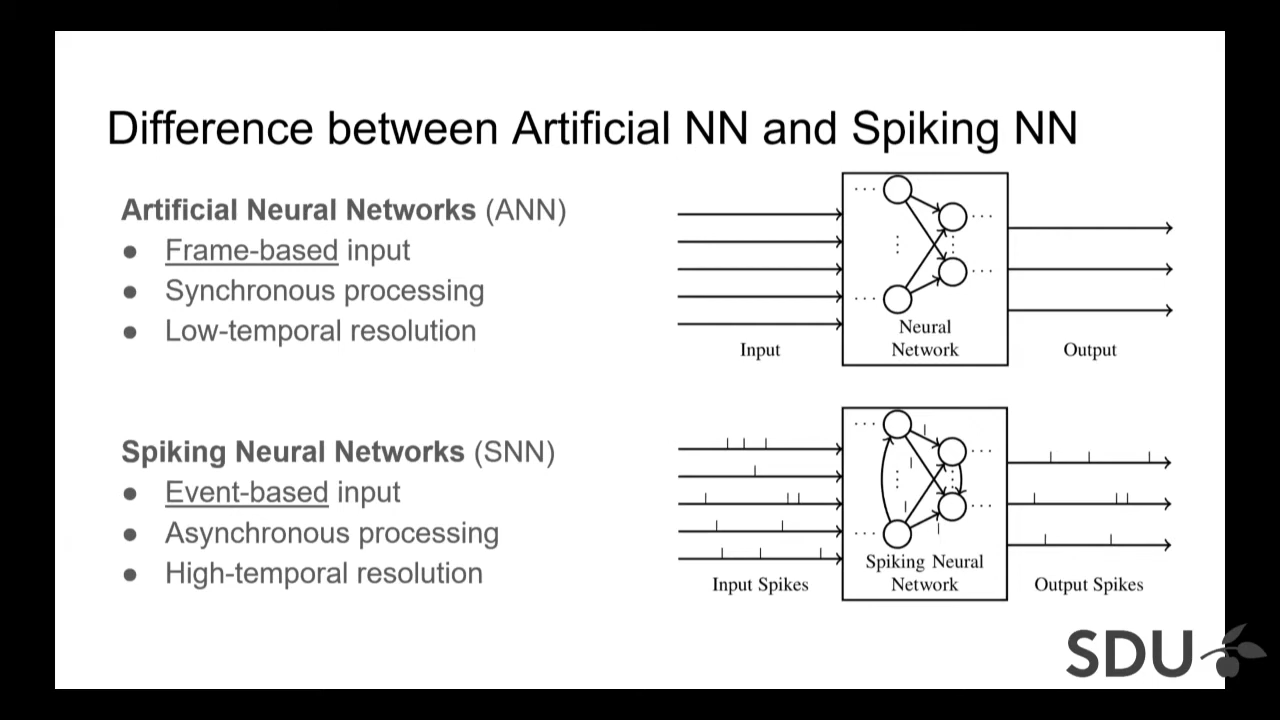 Difference between Artificial NN and Spiking NN
Artificial Neural Networks (ANN)
● Frame-based input
● Synchronous processing
● Low-temporal resolution
Input
Neural
Network
Output
Spiking Neural Networks (SNN)
● Event-based input
● Asynchronous processing
● High-temporal resolution
Input Spikes
Spiking Neural
Network
Output Spikes
SDU